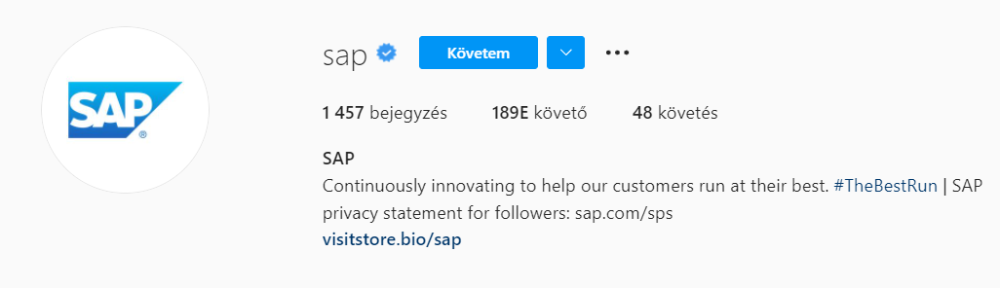 SAP ®
sap Követem
1 457 bejegyzés 189E követő 48 követés
SAP
Continuously innovating to help our customers run at their best. #TheBestRun | SAP
privacy statement for followers: sap.com/sps
visitstore.bio/sap